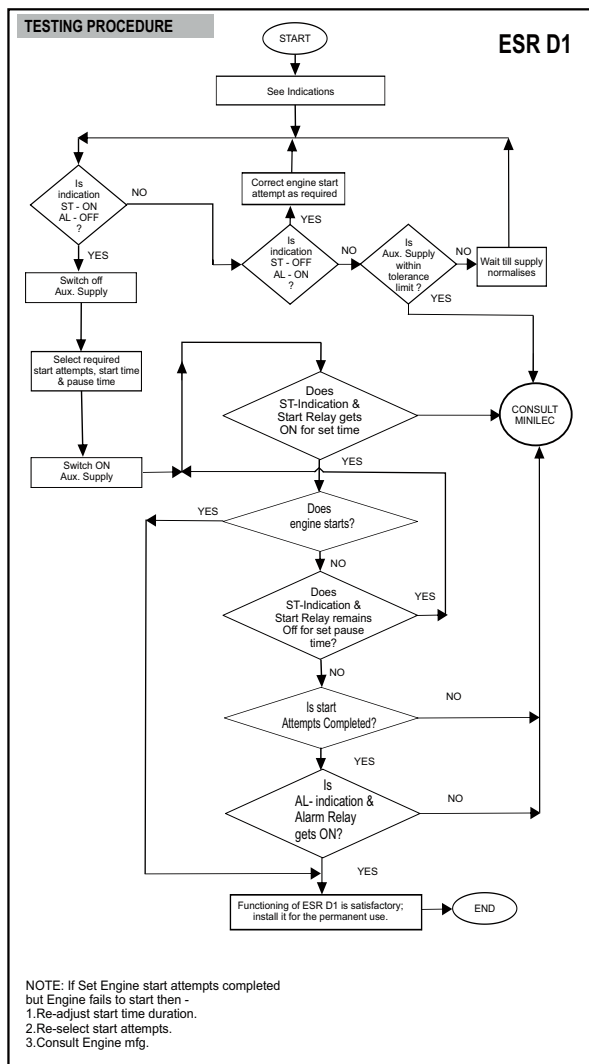 TESTING PROCEDURE
START
ESR D1
See Indications
Correct engine start
attempt as required
Is
indication
ST - ON
AL - OFF
?
NO
YES
YES
Is
indication
ST - OFF
AL - ON
?
NO
Is
Aux. Supply
within
tolerance
limit ?
NO
Wait till supply
normalises
YES
Switch off
Aux. Supply
Select required
start attempts, start time
& pause time
Does
ST-Indication &
Start Relay gets
ON for set time
CONSULT
MINILEC
Switch ON
Aux. Supply
YES
Does
engine starts?
YES
NO
Does
ST-Indication &
Start Relay remains
Off for set pause
time?
YES
NO
Is start
Attempts Completed?
NO
YES
Is
AL- indication &
Alarm Relay
gets ON?
NO
YES
Functioning of ESR D1 is satisfactory;
install it for the permanent use.
END
NOTE: If Set Engine start attempts completed
but Engine fails to start then -
1.Re-adjust start time duration.
2.Re-select start attempts.
3.Consult Engine mfg.